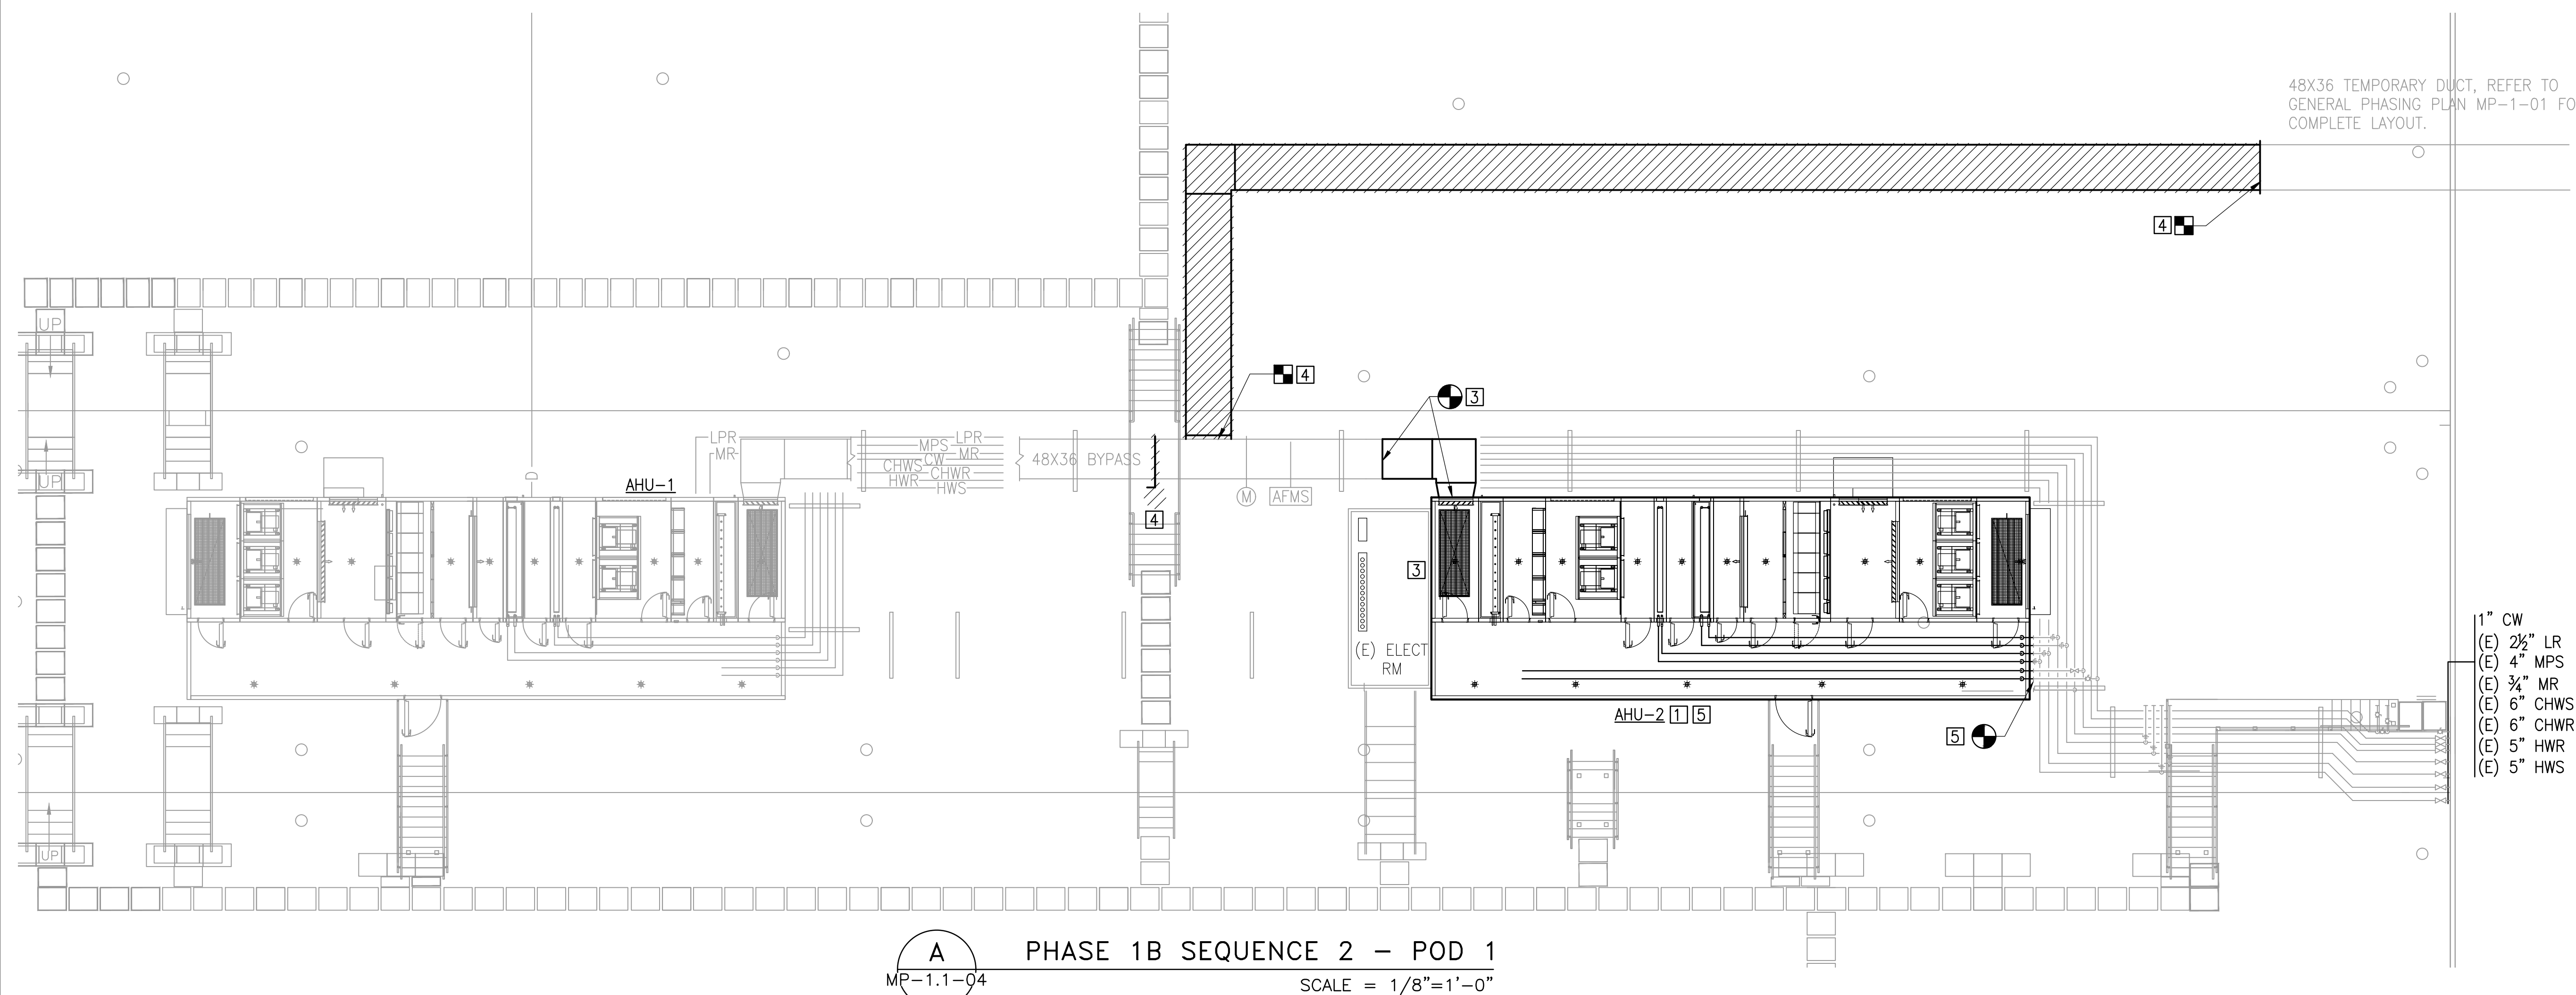 48X36 TEMPORARY DUCT, REFER TO
GENERAL PHASING PLAN MP-1-01 FO
COMPLETE LAYOUT.
4
4
3
UP
UP
LPR
MR
LPR
MPS
MR
CW
CHWS
CHWR
HWR
HWS
48X36 BYPASS
AHU-1
M
AFMS
4
3
(E) ELECT
RM
AHU-2 1 5
5
1" CW
(E) 2½" LR
(E) 4" MPS
(E) ¾" MR
(E) 6" CHWS
(E) 6" CHWR
(E) 5" HWR
(E) 5" HWS
UP
A
MP-1.1-04
PHASE 1B SEQUENCE 2 - POD 1
SCALE = 1/8"=1'-0"